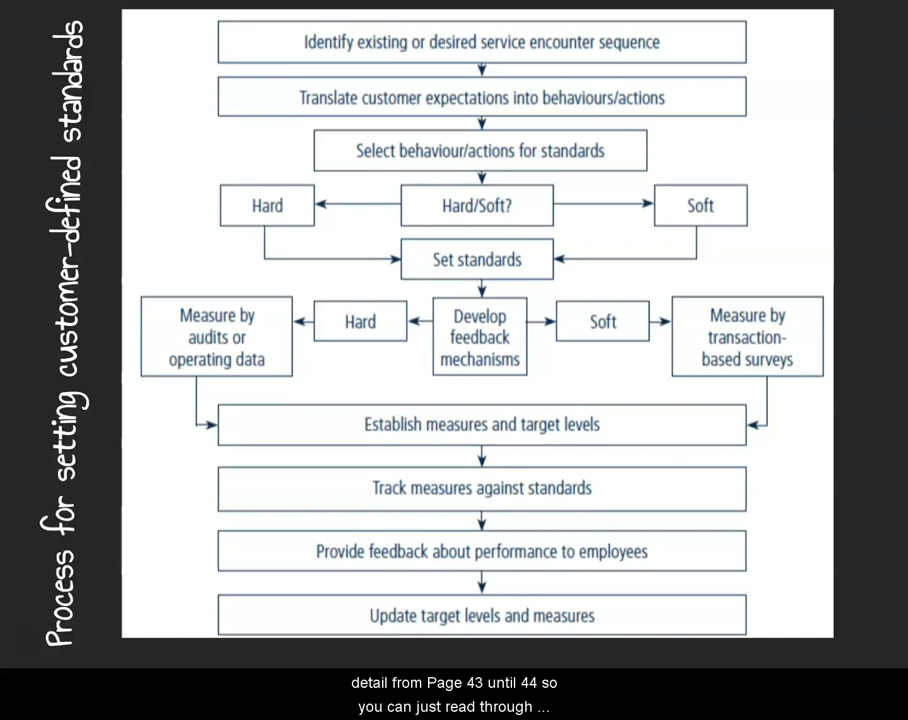 Process for setting customer-defined standards
Identify existing or desired service encounter sequence
Translate customer expectations into behaviours/actions
Select behaviour/actions for standards
Hard
Hard/Soft?
Soft
Set standards
Measure by
audits or
operating data
Hard
Develop
feedback
mechanisms
Soft
Measure by
transaction-
based surveys
Establish measures and target levels
Track measures against standards
Provide feedback about performance to employees
Update target levels and measures
detail from Page 43 until 44 so
you can just read through ...